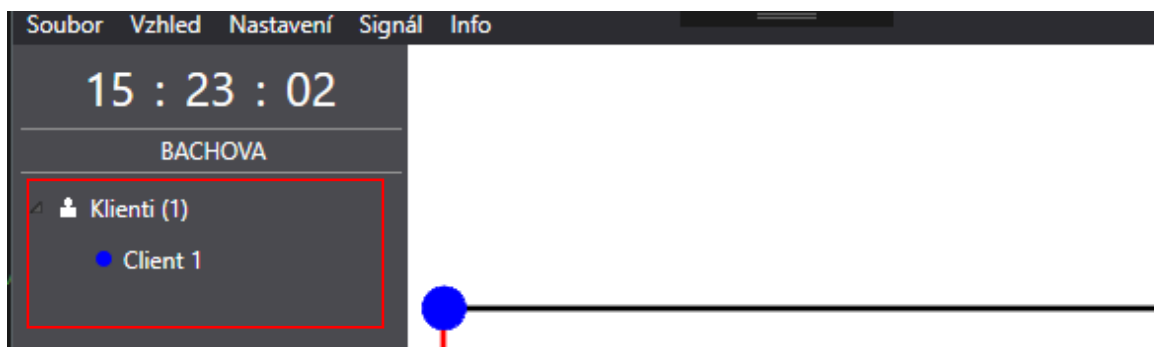 Soubor Vzhled Nastavení Signál Info
15 : 23 : 02
BACHOVA
Klienti (1)
Client 1